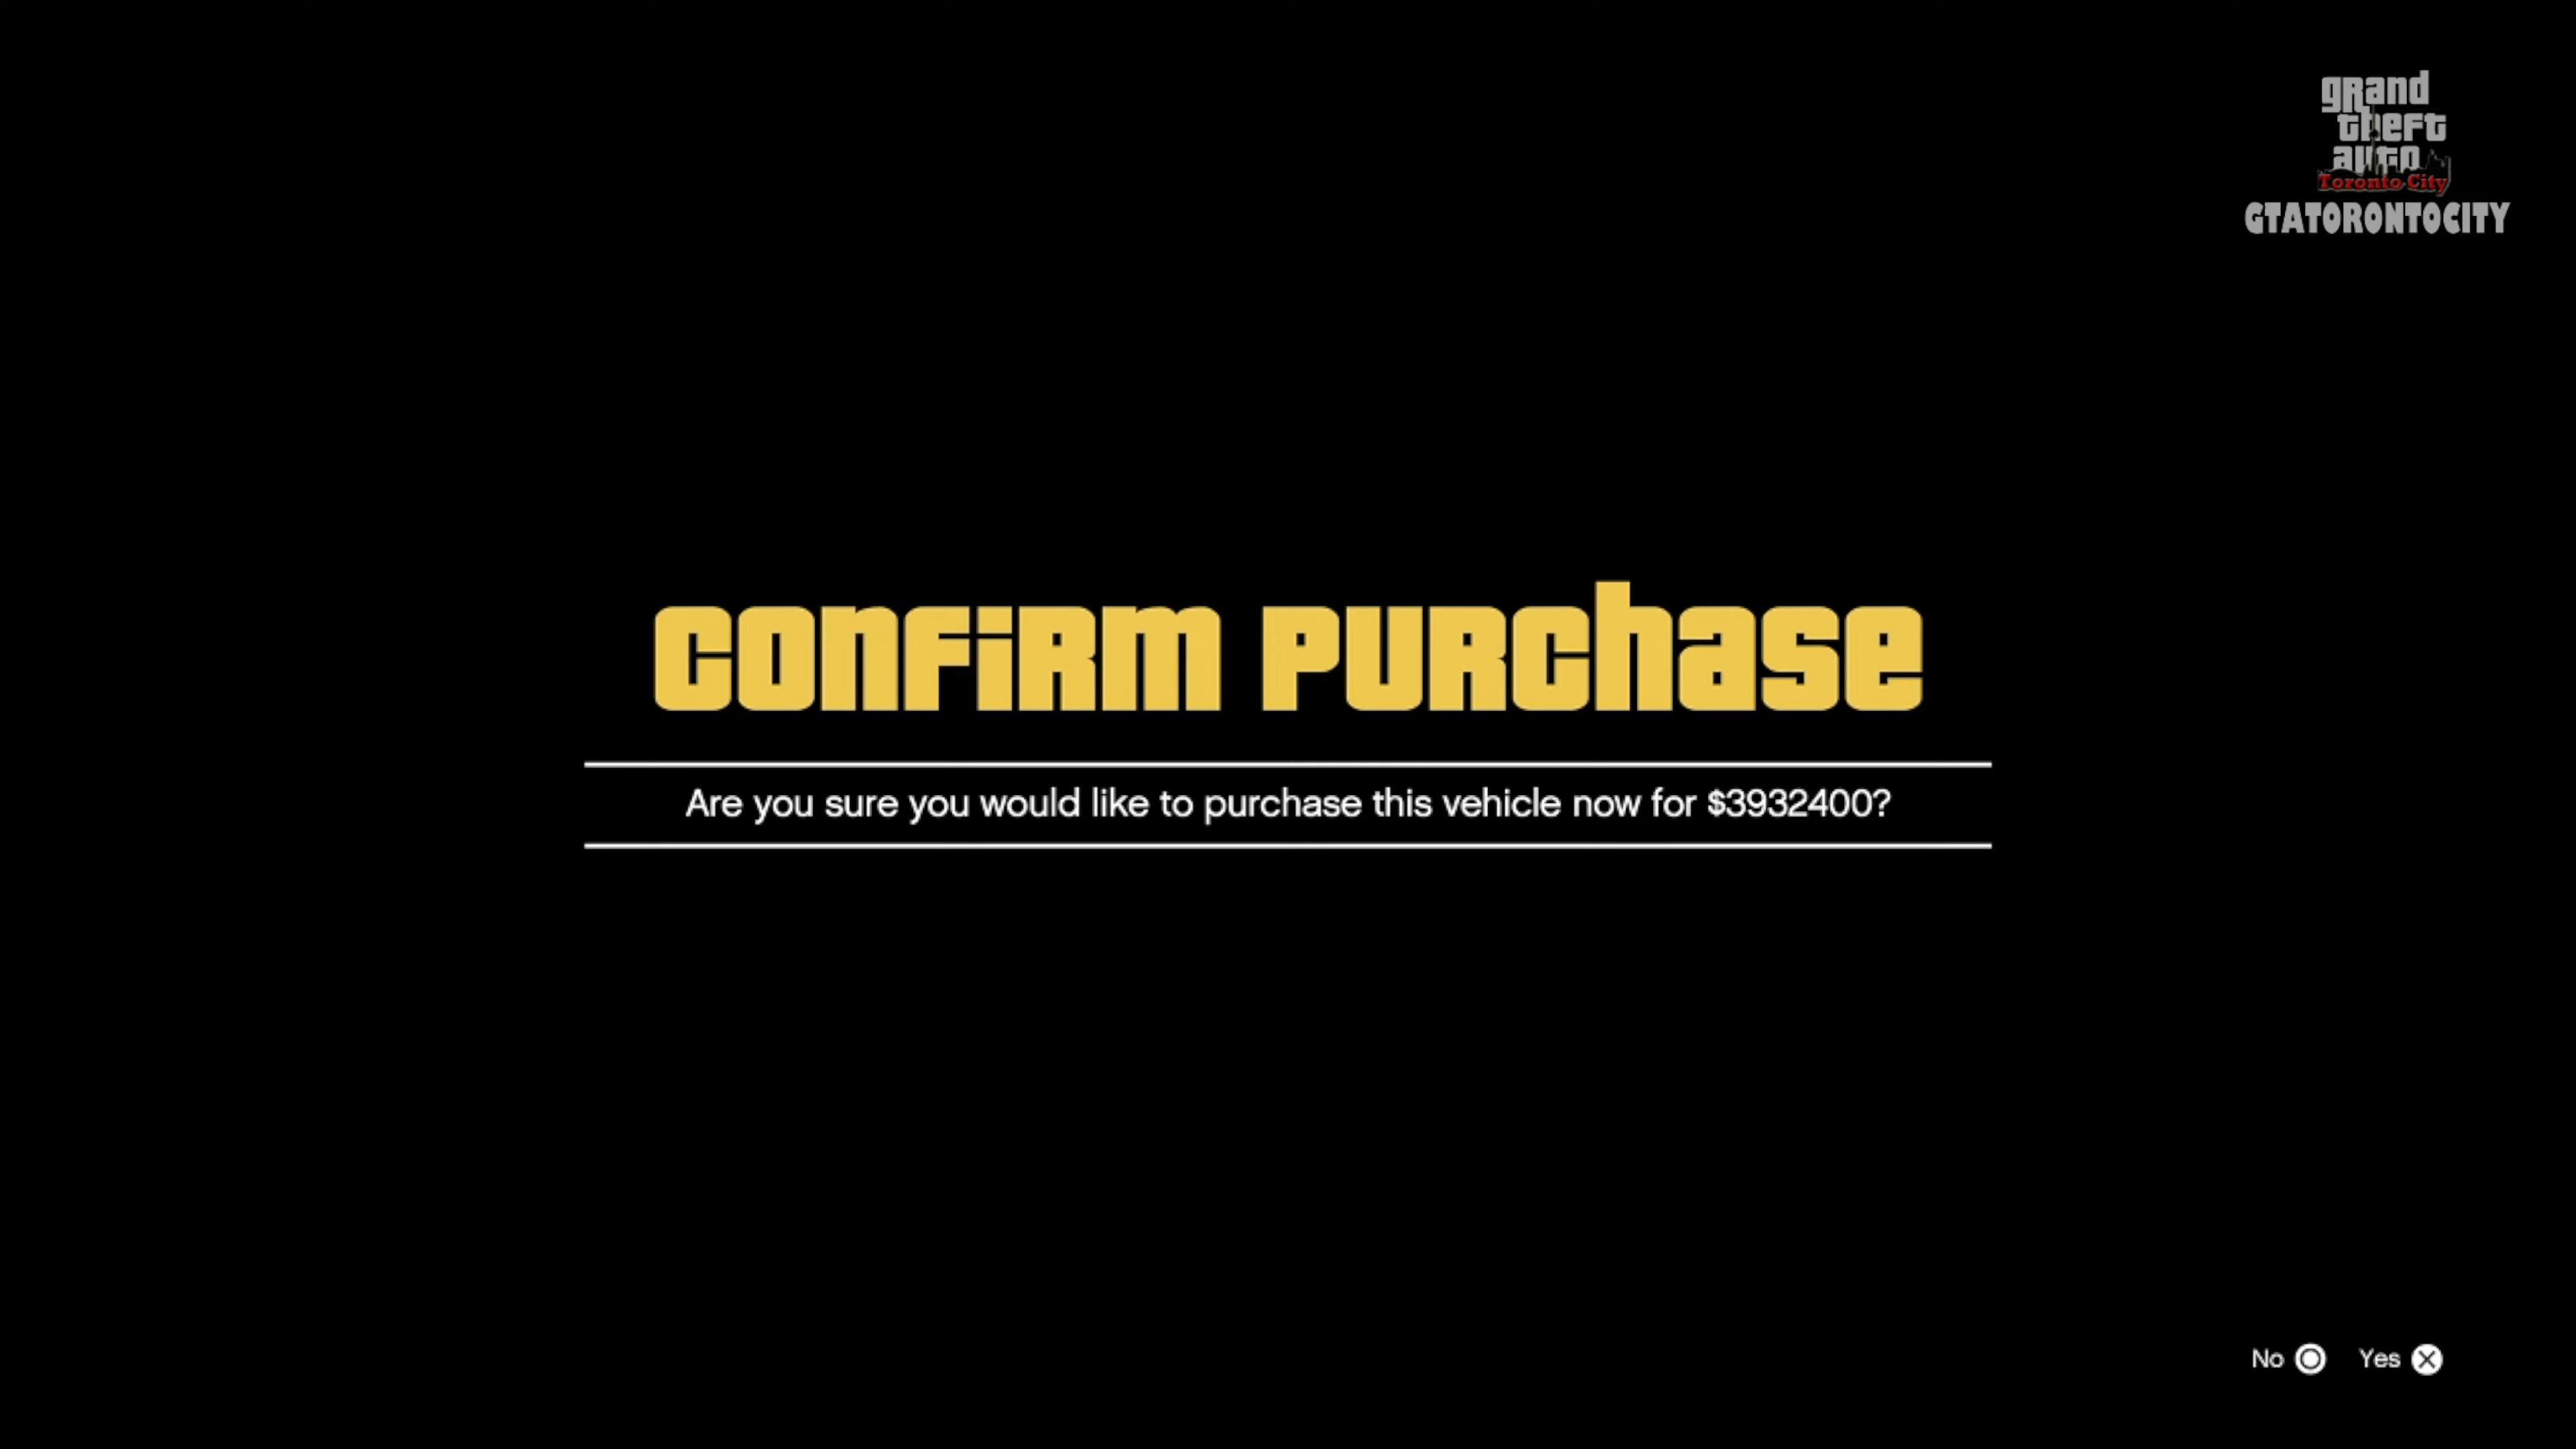 grand
theft
auto
Toronto City
GTATORONTOCITY
confirm purchase
Are you sure you would like to purchase this vehicle now for $3932400?
No Yes